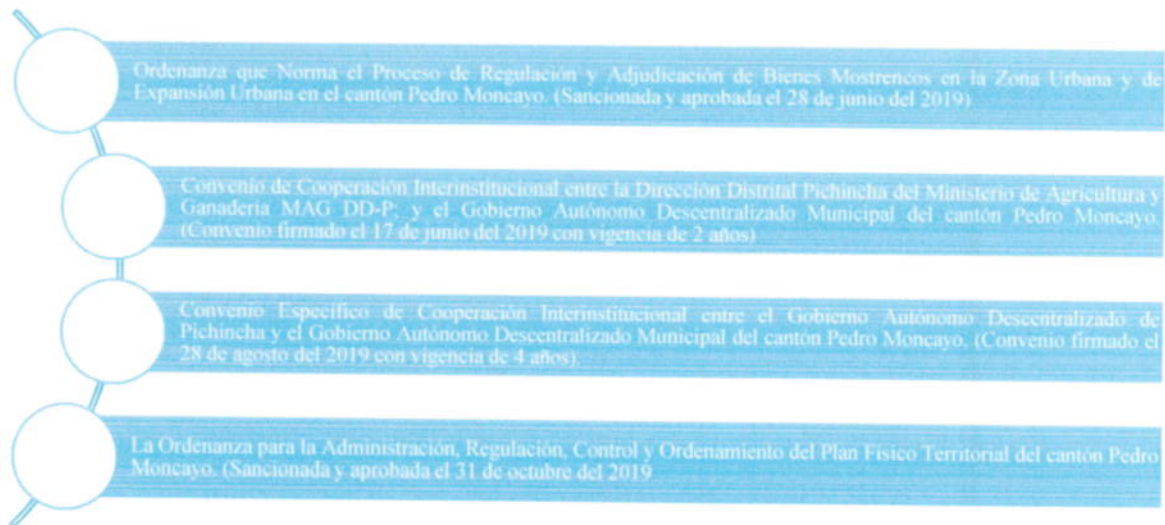 Ordenanza que Norma el Proceso de Regulación y Adjudicación de Bienes Mostrencos en la Zona Urbana y de
Expansión Urbana en el cantón Pedro Moncayo. (Sancionada y aprobada el 28 de junio del 2019)
Convenio de Cooperación Interinstitucional entre la Dirección Distrital Pichincha del Ministerio de Agricultura y
Ganadería MAG DD-P; y el Gobierno Autónomo Descentralizado Municipal del cantón Pedro Moncayo.
(Convenio firmado el 17 de junio del 2019 con vigencia de 2 años)
Convenio Específico de Cooperación Interinstitucional entre el Gobierno Autónomo Descentralizado de
Pichincha y el Gobierno Autónomo Descentralizado Municipal del cantón Pedro Moncayo. (Convenio firmado el
28 de agosto del 2019 con vigencia de 4 años).
La Ordenanza para la Administración, Regulación, Control y Ordenamiento del Plan Físico Territorial del cantón Pedro
Moncayo. (Sancionada y aprobada el 31 de octubre del 2019